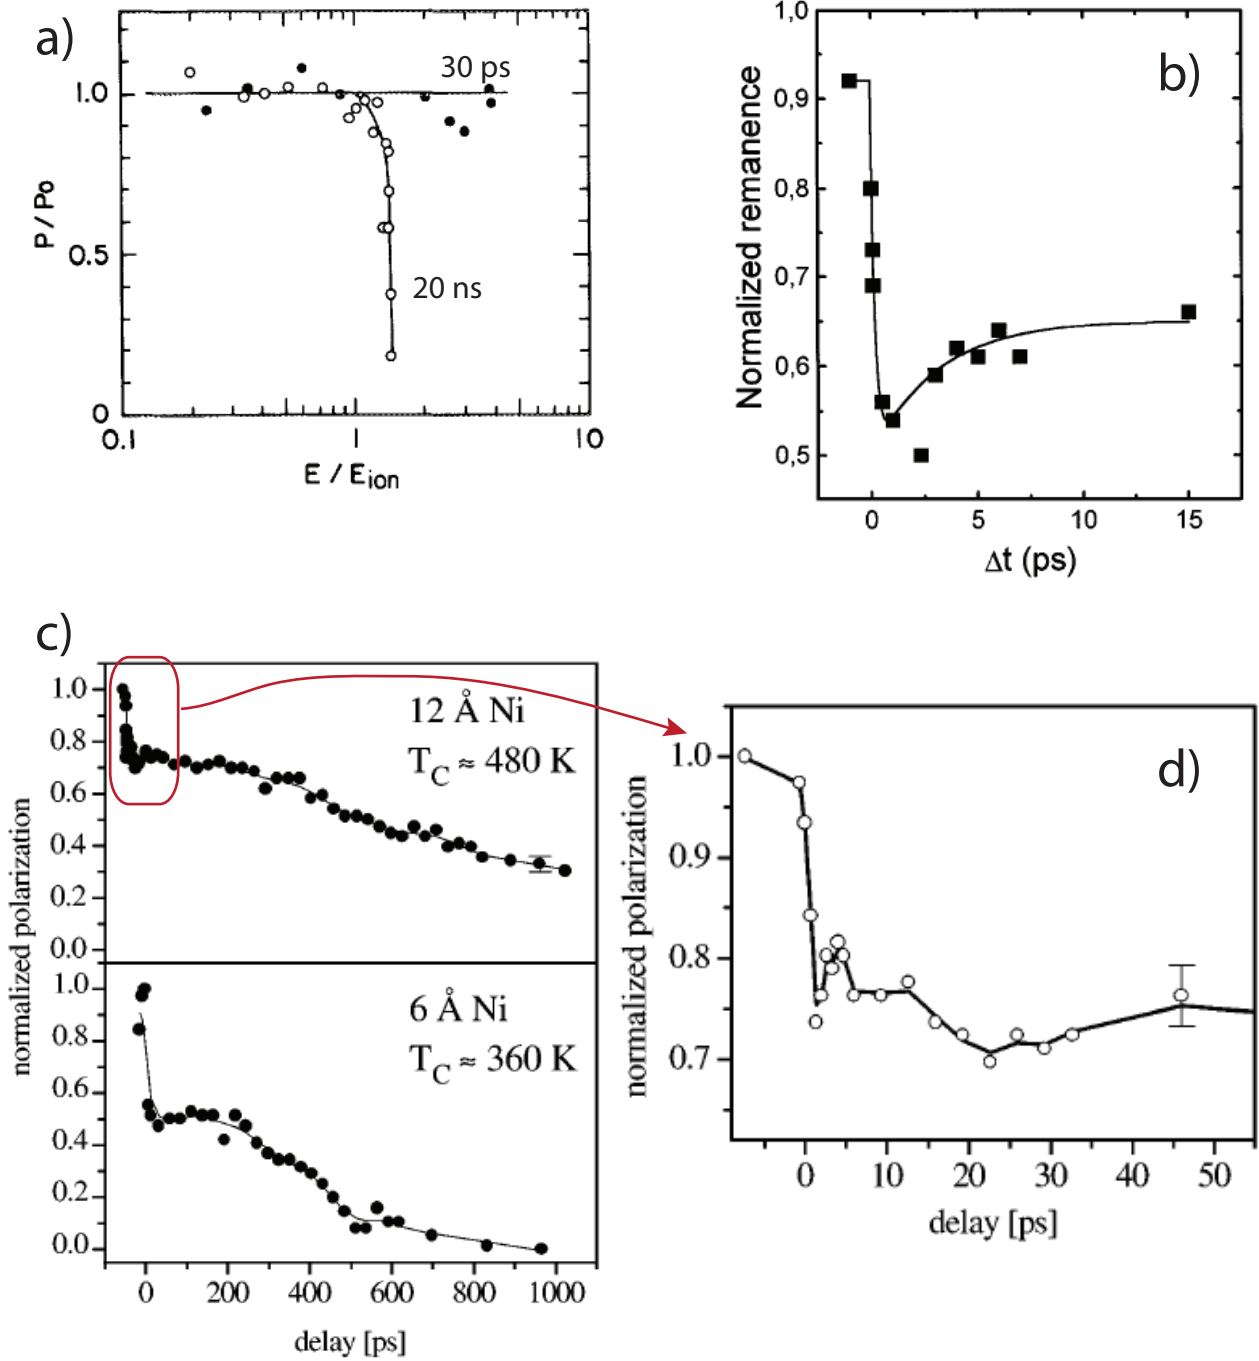 a)
30 ps
20 ns
P / Po
1.0
0.5
0
0.1
1
10
E / Eion
b)
Normalized remanence
1,0
0,9
0,8
0,7
0,6
0,5
0
5
10
15
Δt (ps)
c)
normalized polarization
1.0
0.8
0.6
0.4
0.2
0.0
12 Å Ni
TC ≈ 480 K
1.0
0.8
0.6
0.4
0.2
0.0
6 Å Ni
TC ≈ 360 K
0
200
400
600
800
1000
delay [ps]
d)
normalized polarization
1.0
0.9
0.8
0.7
0
10
20
30
40
50
delay [ps]